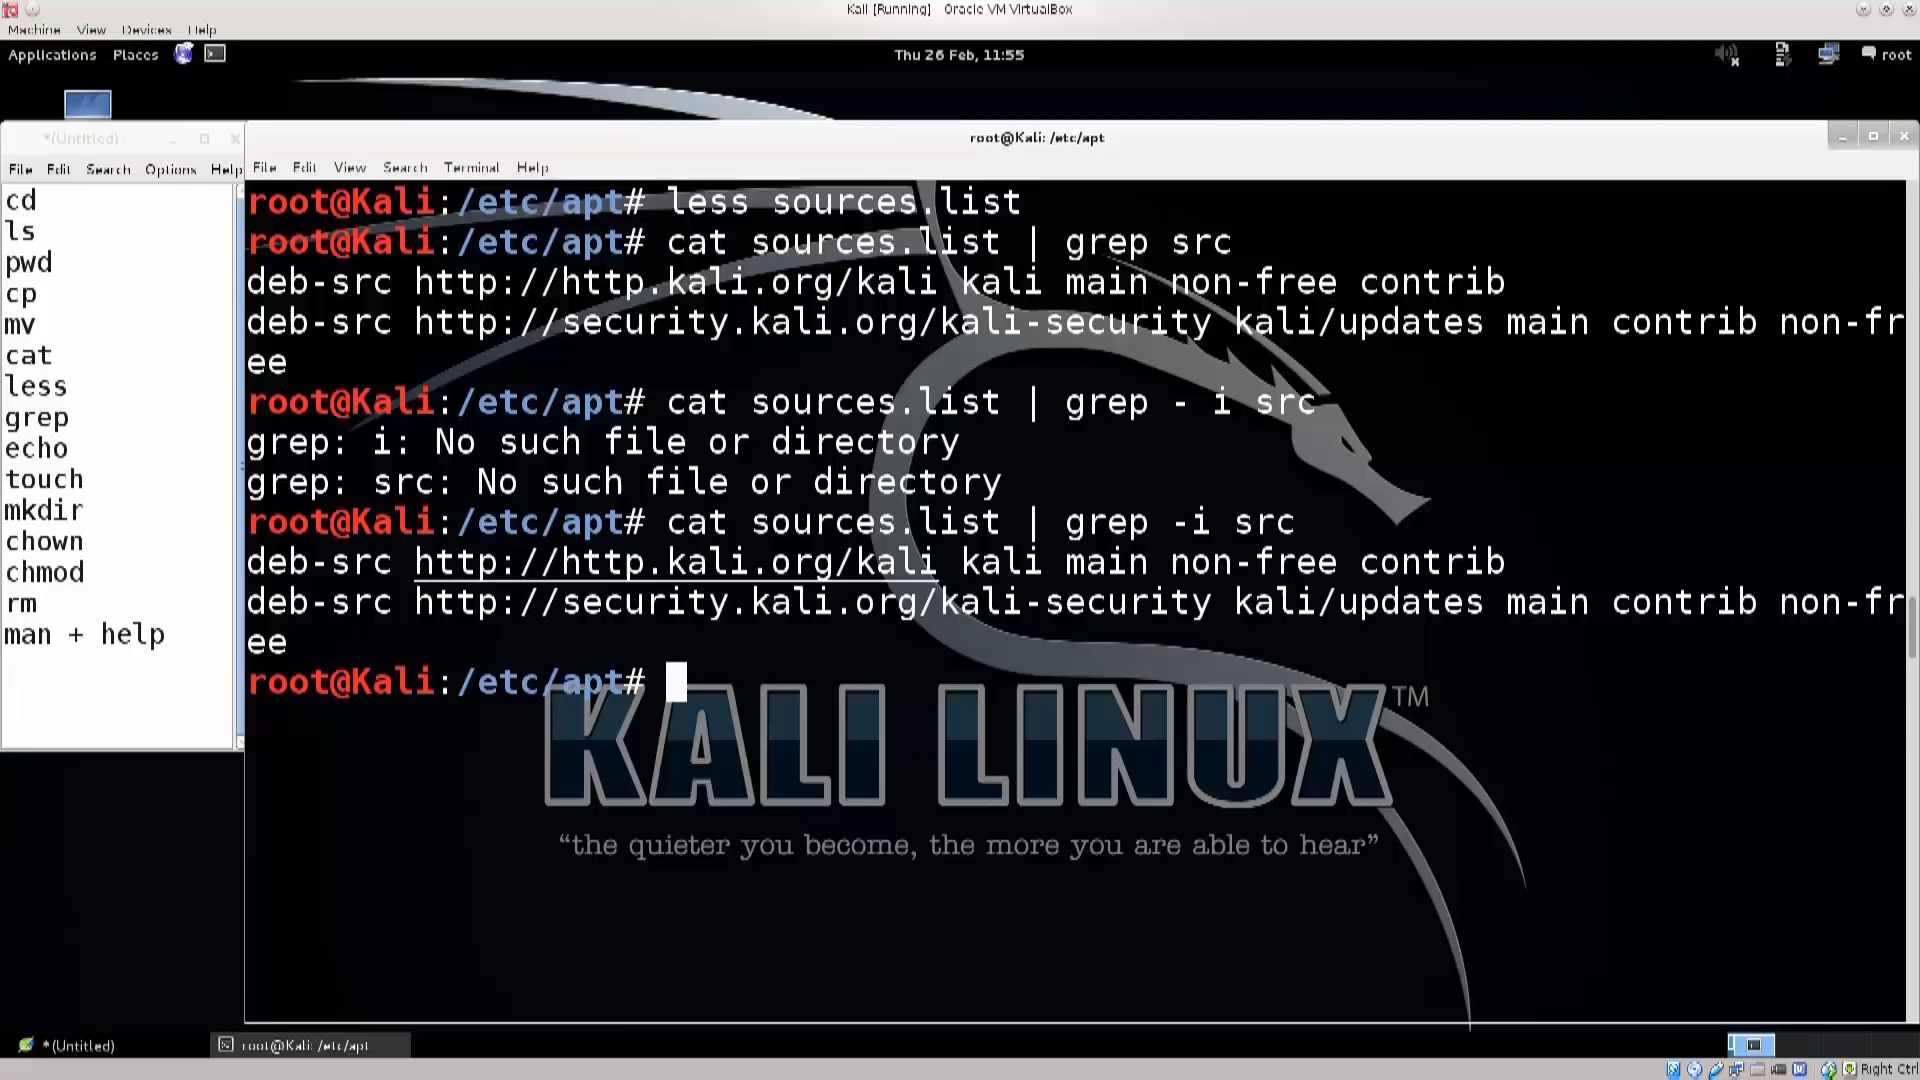 Kali [Running] - Oracle VM VirtualBox
Machine View Devices Help
Applications Places
Thu 26 Feb, 11:55
root
*(Untitled)
File Edit Search Options Help
cd
ls
pwd
cp
mv
cat
less
grep
echo
touch
mkdir
chown
chmod
rm
man + help
root@Kali: /etc/apt
File Edit View Search Terminal Help
root@Kali:/etc/apt# less sources.list
root@Kali:/etc/apt# cat sources.list | grep src
deb-src http://http.kali.org/kali kali main non-free contrib
deb-src http://security.kali.org/kali-security kali/updates main contrib non-fr
ee
root@Kali:/etc/apt# cat sources.list | grep - i src
grep: i: No such file or directory
grep: src: No such file or directory
root@Kali:/etc/apt# cat sources.list | grep -i src
deb-src http://http.kali.org/kali kali main non-free contrib
deb-src http://security.kali.org/kali-security kali/updates main contrib non-fr
ee
root@Kali:/etc/apt#
KALI LINUX™
“the quieter you become, the more you are able to hear”
*(Untitled)
root@Kali: /etc/apt
Right Ctrl